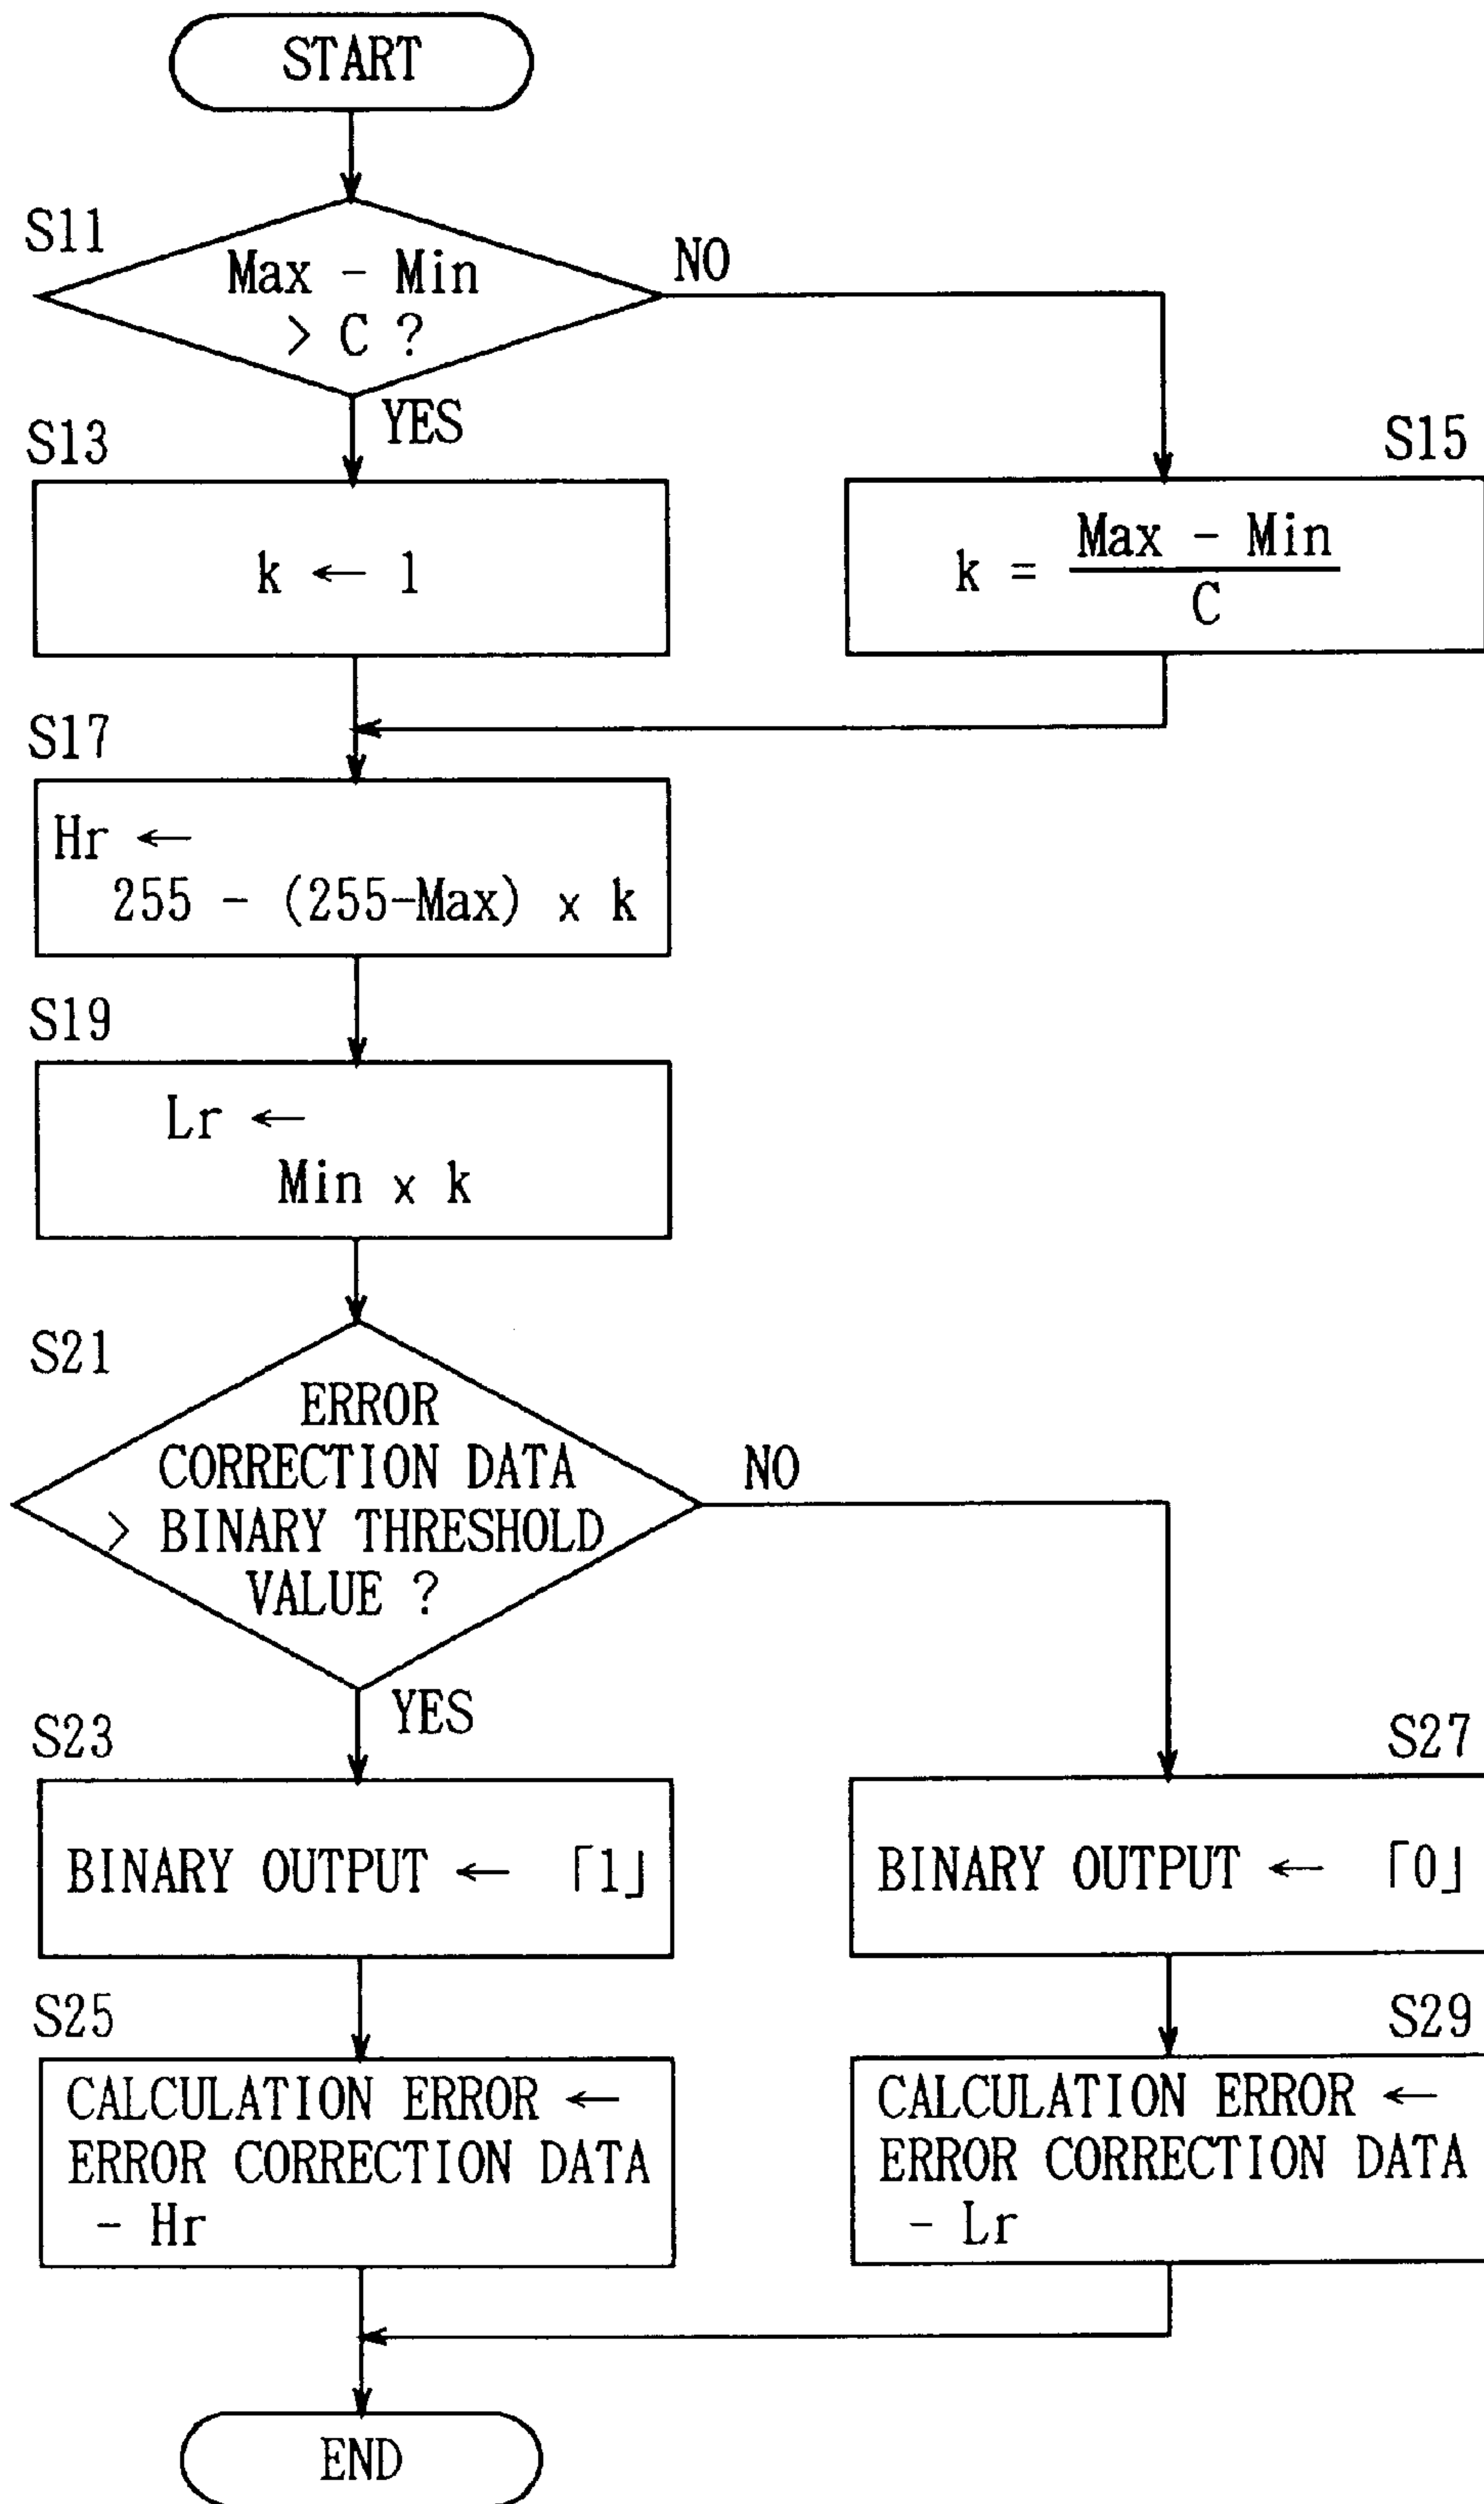 START
S11
Max - Min
> C ?
NO
YES
S13
k ← 1
S15
k = Max - Min
C
S17
Hr ←
255 - (255-Max) x k
S19
Lr ←
Min x k
S21
ERROR
CORRECTION DATA
> BINARY THRESHOLD
VALUE ?
NO
YES
S23
BINARY OUTPUT ← 「1」
S27
BINARY OUTPUT ← 「0」
S25
CALCULATION ERROR ←
ERROR CORRECTION DATA
- Hr
S29
CALCULATION ERROR ←
ERROR CORRECTION DATA
- Lr
END